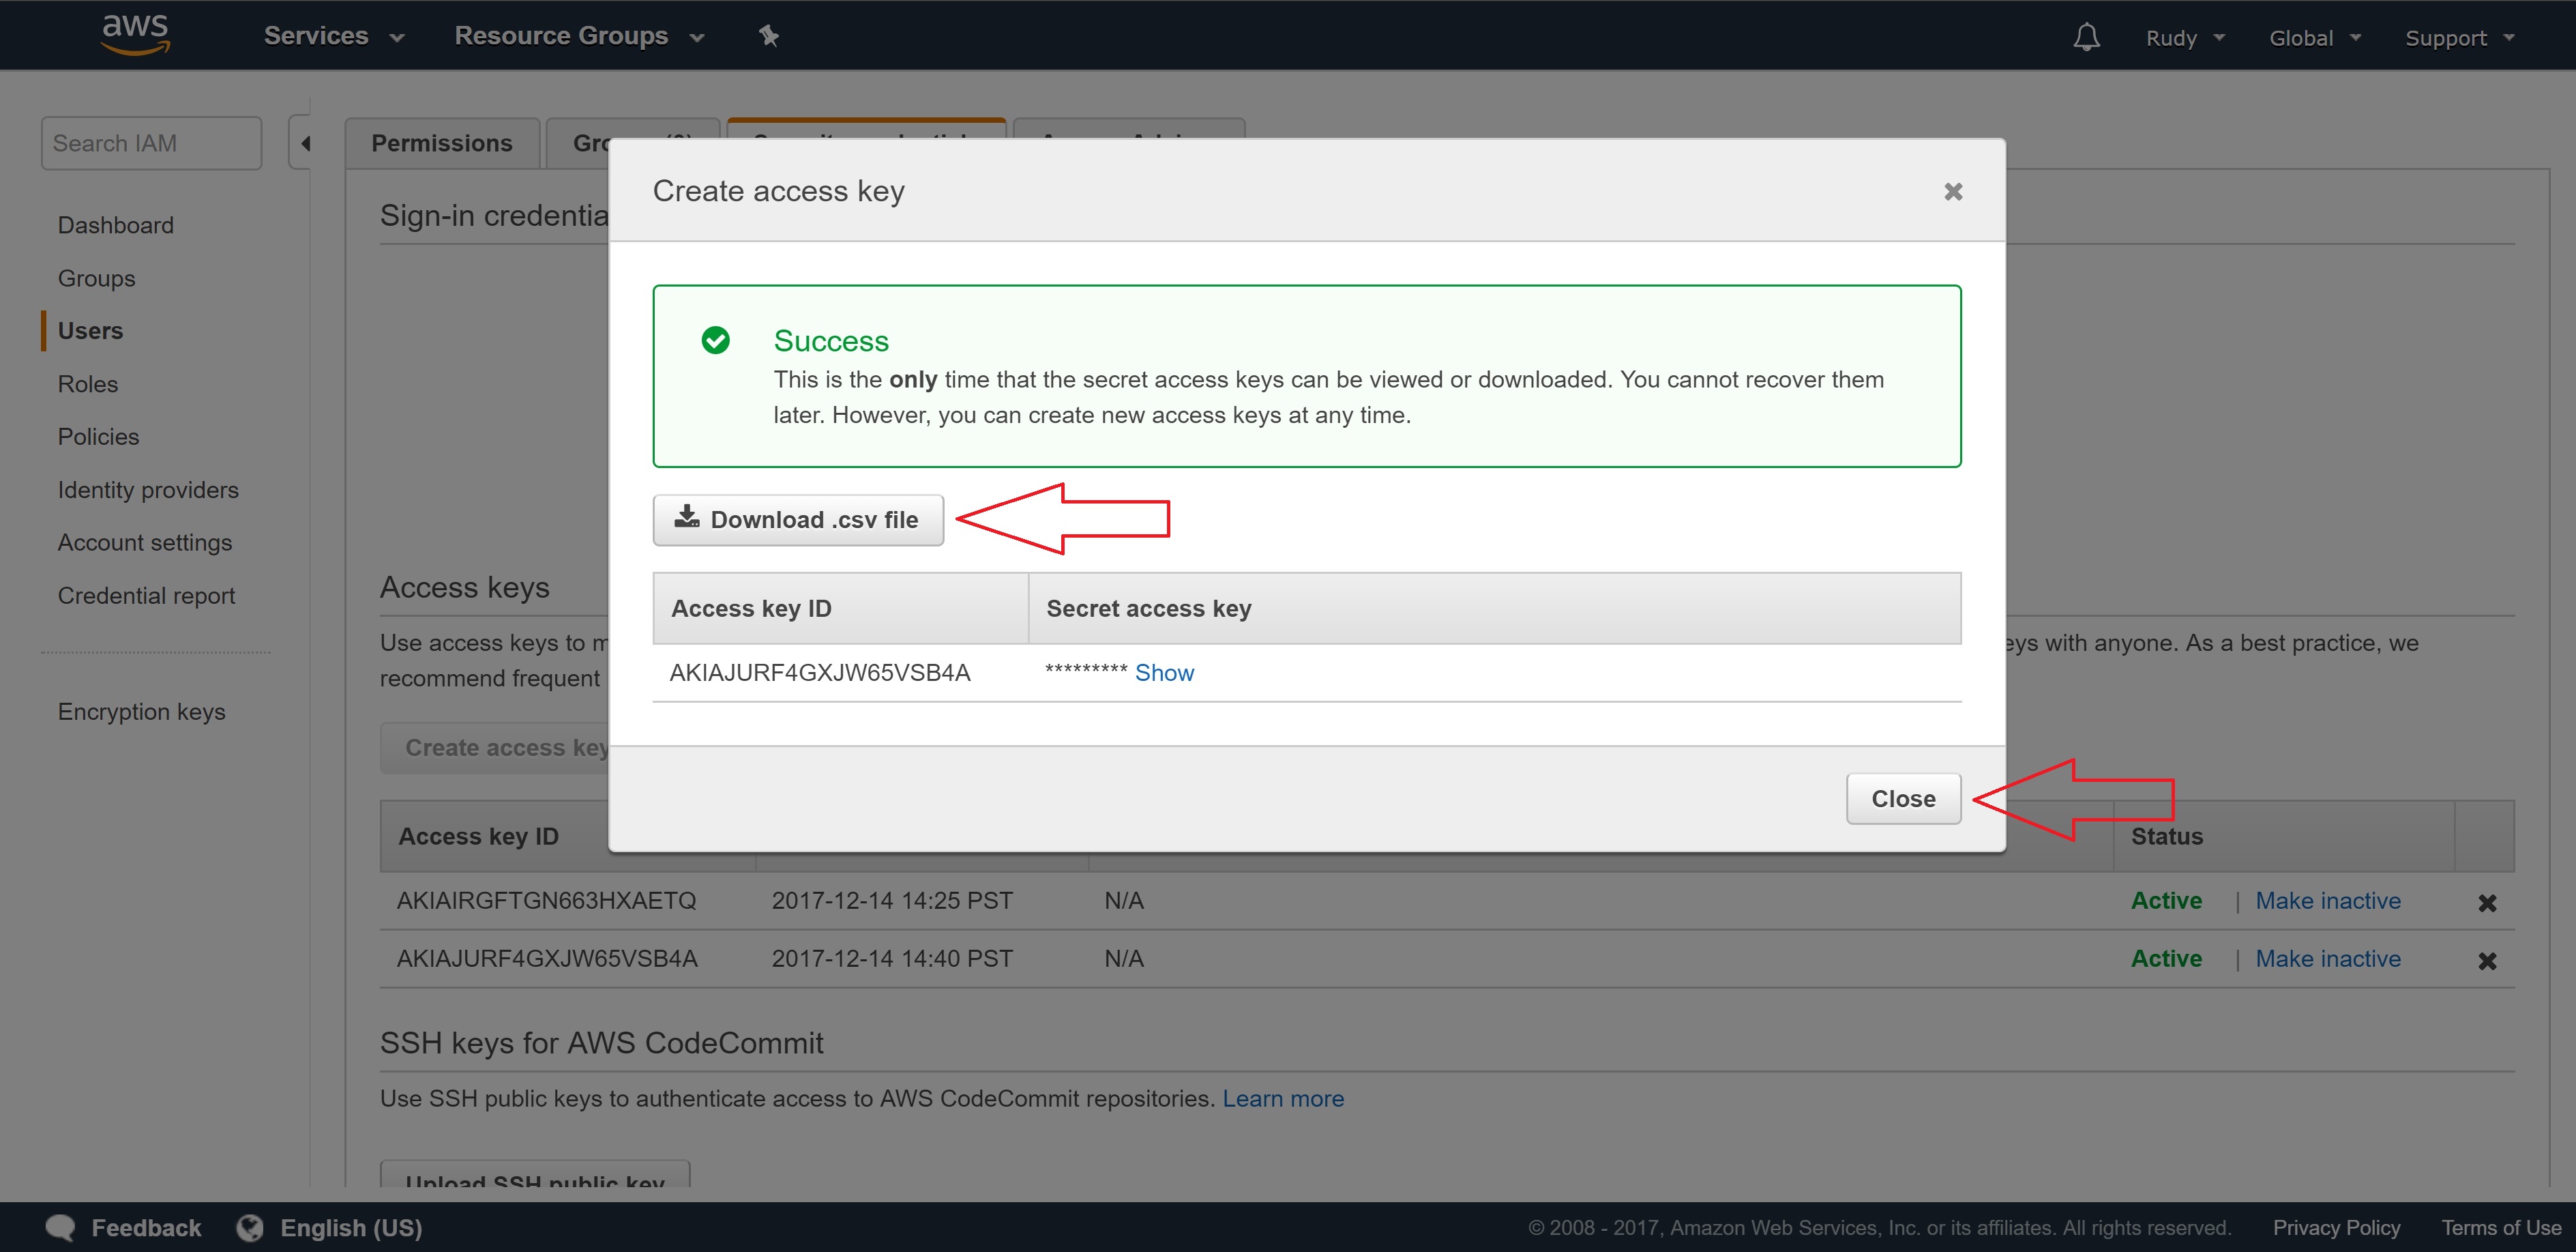 aws Services Resource Groups Rudy Global Support
Search IAM
Dashboard
Groups
Users
Roles
Policies
Identity providers
Account settings
Credential report
Encryption keys
Permissions
Sign-in
Create access key
Success
This is the only time that the secret access keys can be viewed or downloaded. You cannot recover them
later. However, you can create new access keys at any time.
Download .csv file
Access key ID Secret access key
AKIAJURF4GXJW65VSB4A ********* Show
Close
Access keys
Use access keys to
with anyone. As a best practice, we
recommend frequent
Create access key
Access key ID Status
AKIAIRGFTGN663HXAETQ 2017-12-14 14:25 PST N/A Active | Make inactive
AKIAJURF4GXJW65VSB4A 2017-12-14 14:40 PST N/A Active | Make inactive
SSH keys for AWS CodeCommit
Use SSH public keys to authenticate access to AWS CodeCommit repositories. Learn more
Upload SSH public key
Feedback English (US) © 2008 - 2017, Amazon Web Services, Inc. or its affiliates. All rights reserved. Privacy Policy Terms of Use